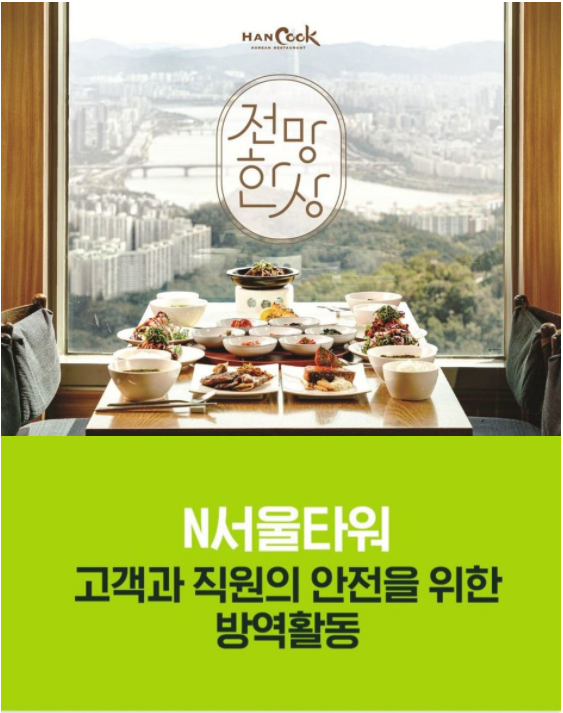 HANCook
KOREAN RESTAURANT
전망
한상
N서울타워
고객과 직원의 안전을 위한
방역활동